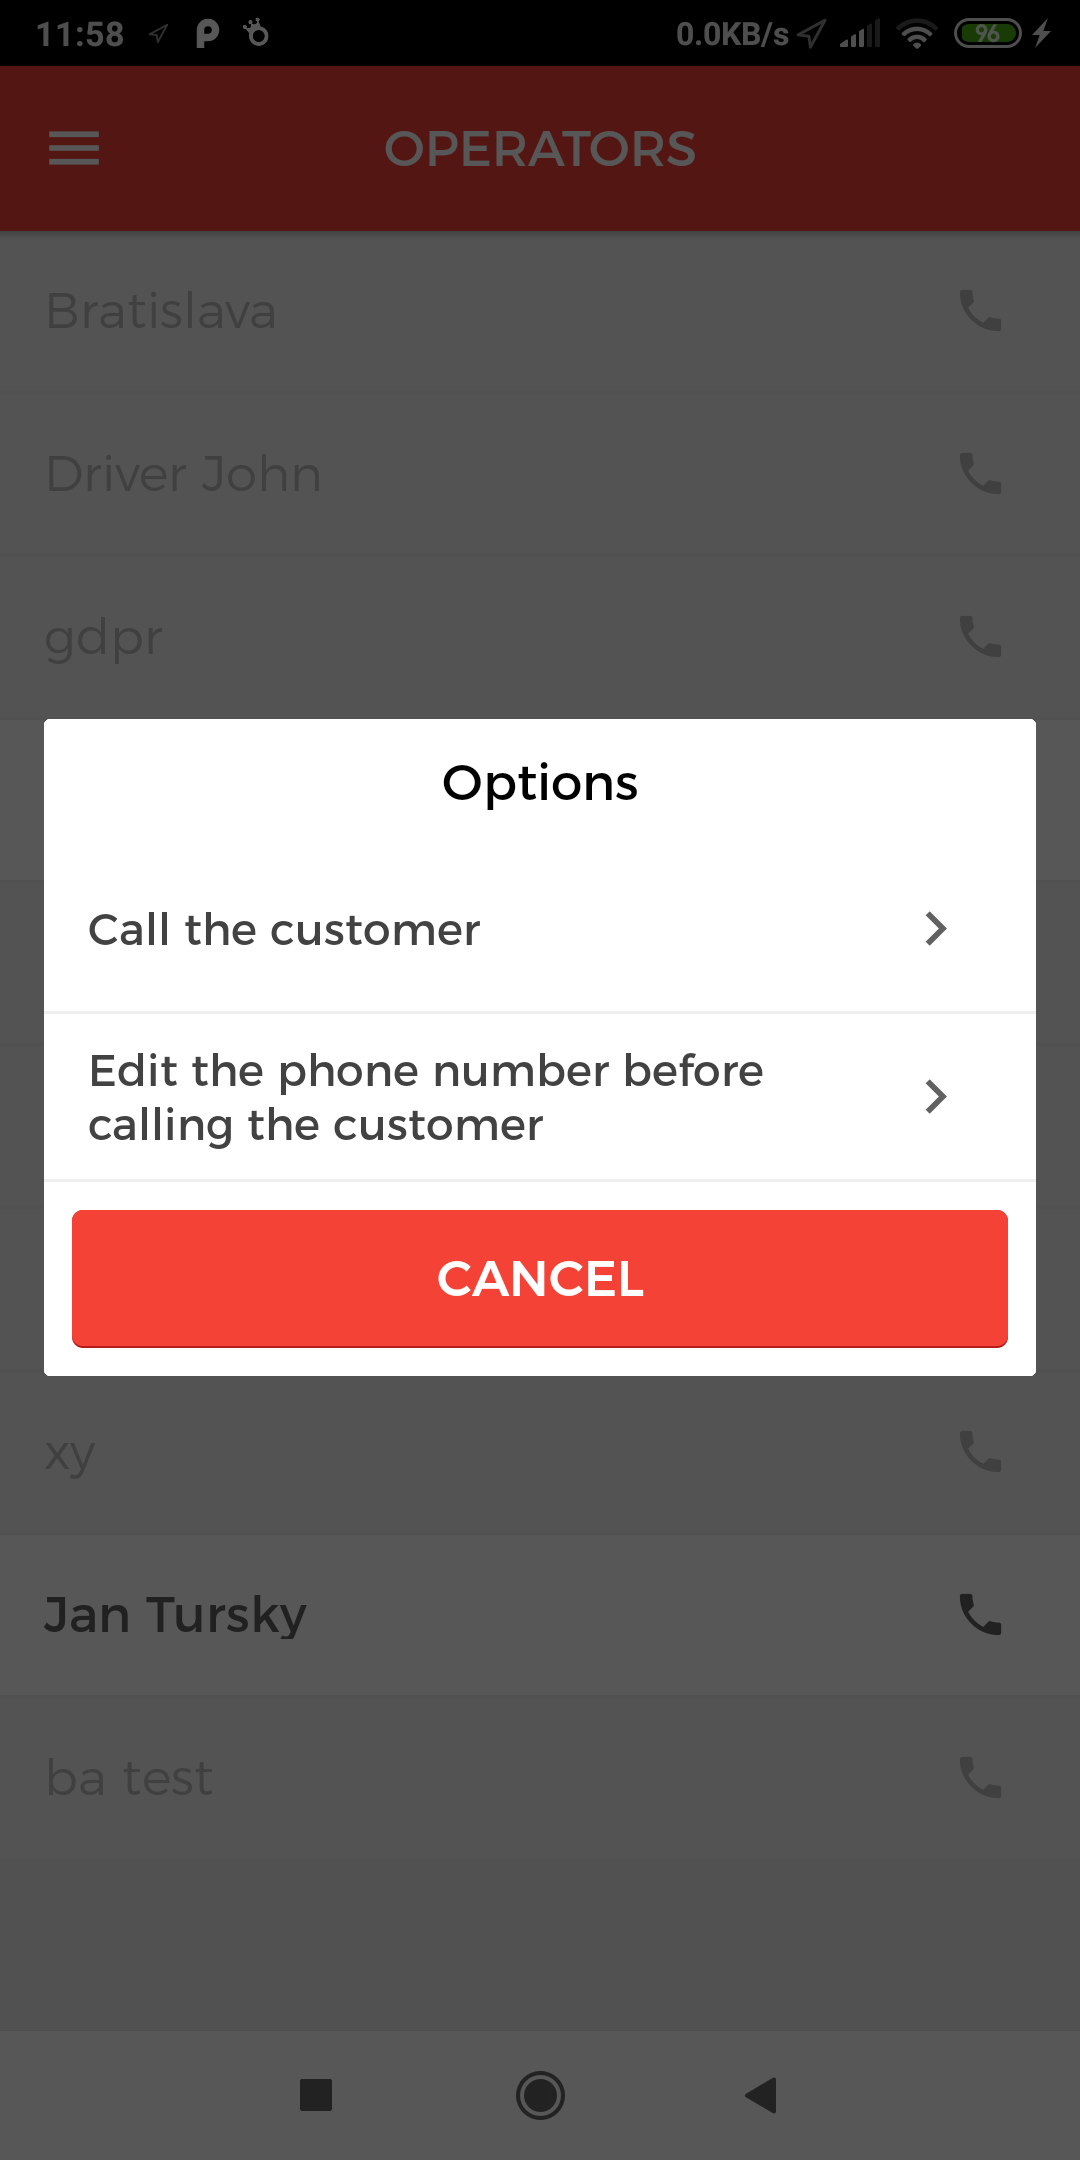 11:58
0.0KB/s
96
OPERATORS
Bratislava
Driver John
gdpr
Options
Call the customer
Edit the phone number before
calling the customer
CANCEL
xy
Jan Tursky
ba test